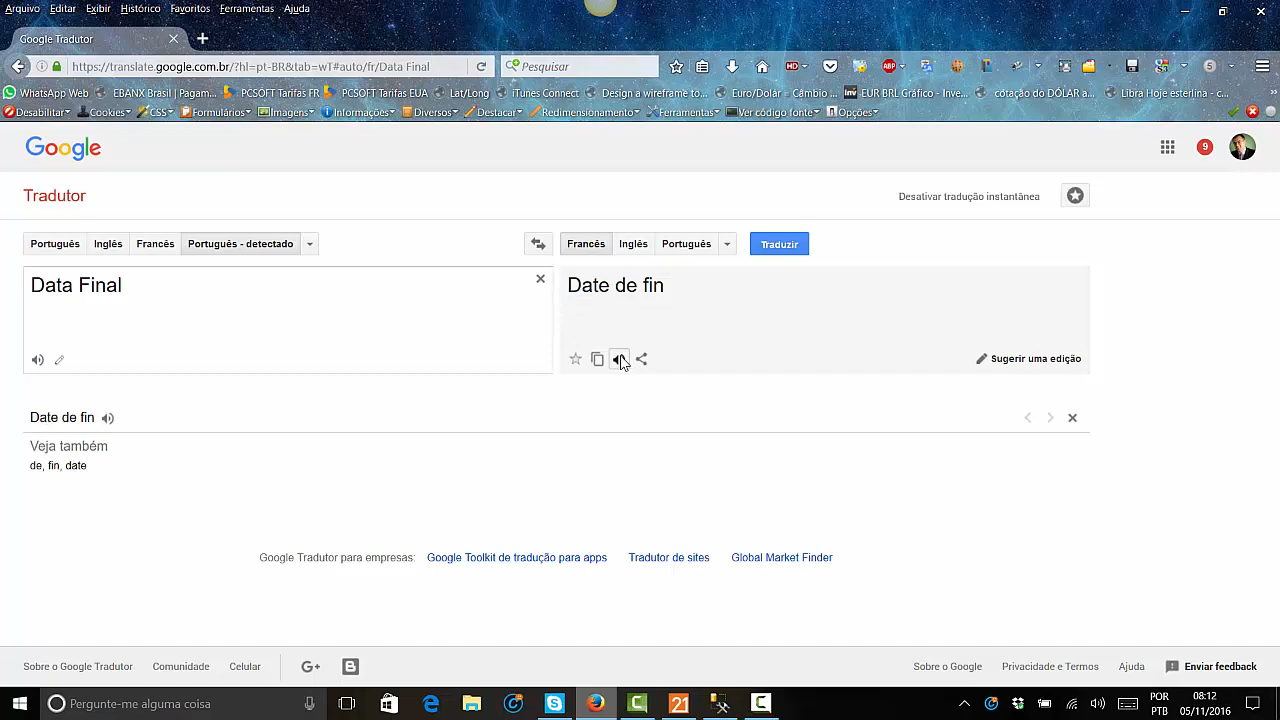 Arquivo Editar Exibir Histórico Favoritos Ferramentas Ajuda
Google Tradutor
https://translate.google.com.br/?hl=pt-BR&tab=wT#auto/fr/Data Final
Pesquisar
HD
ABP
5
WhatsApp Web EBANX Brasil | Pagam... PCSOFT Tarifas FR PCSOFT Tarifas EUA Lat/Long iTunes Connect Design a wireframe to... Euro/Dolar – Câmbio ... Inv EUR BRL Gráfico – Inve... cotação do DÓLAR a... Libra Hoje esterlina - c...
Desabilitar Cookies CSS Formulários Imagens Informações Diversos Destacar Redimensionamento Ferramentas Ver código fonte Opções
Google
9
Tradutor
Desativar tradução instantânea
Português Inglês Francês Português - detectado
Francês Inglês Português Traduzir
Data Final
Date de fin
Sugerir uma edição
Date de fin
Veja também
de, fin, date
Google Tradutor para empresas: Google Toolkit de tradução para apps Tradutor de sites Global Market Finder
Sobre o Google Tradutor Comunidade Celular G+ B
Sobre o Google Privacidade e Termos Ajuda Enviar feedback
Pergunte-me alguma coisa
21
POR
PTB
08:12
05/11/2016